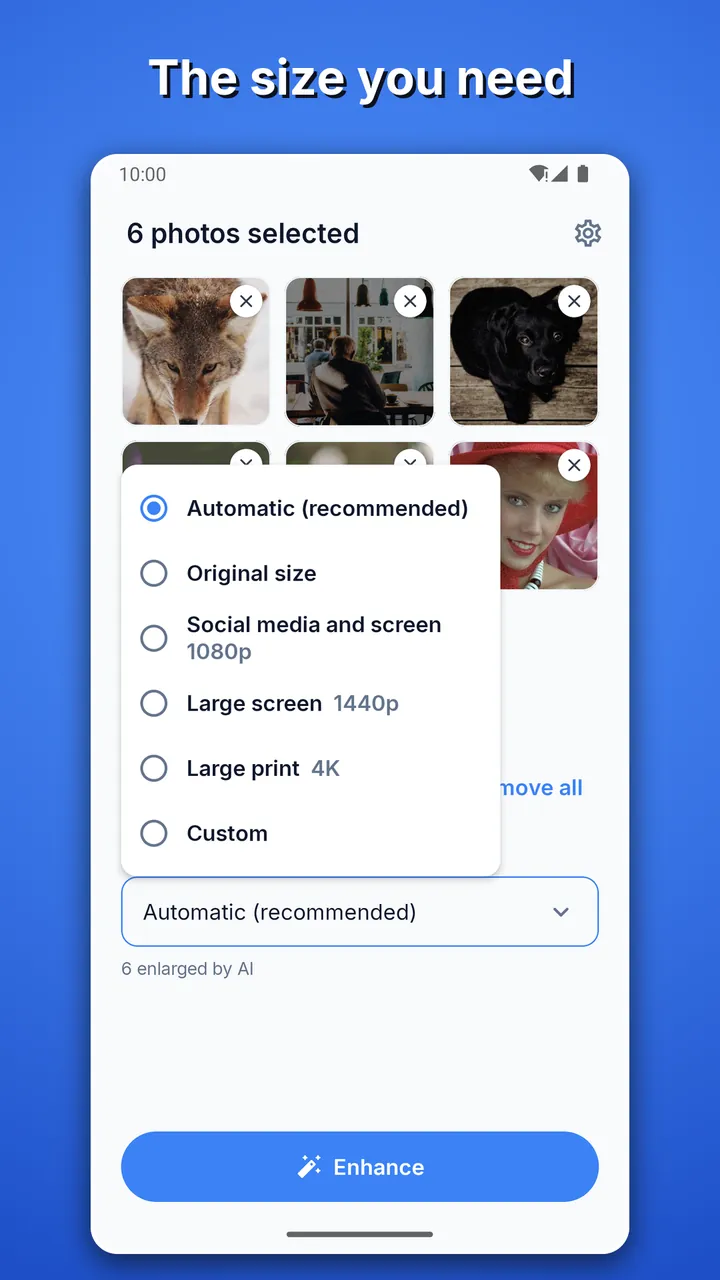 The size you need
10:00
6 photos selected
Automatic (recommended)
Original size
Social media and screen
1080p
Large screen 1440p
Large print 4K
move all
Custom
Automatic (recommended)
6 enlarged by AI
Enhance